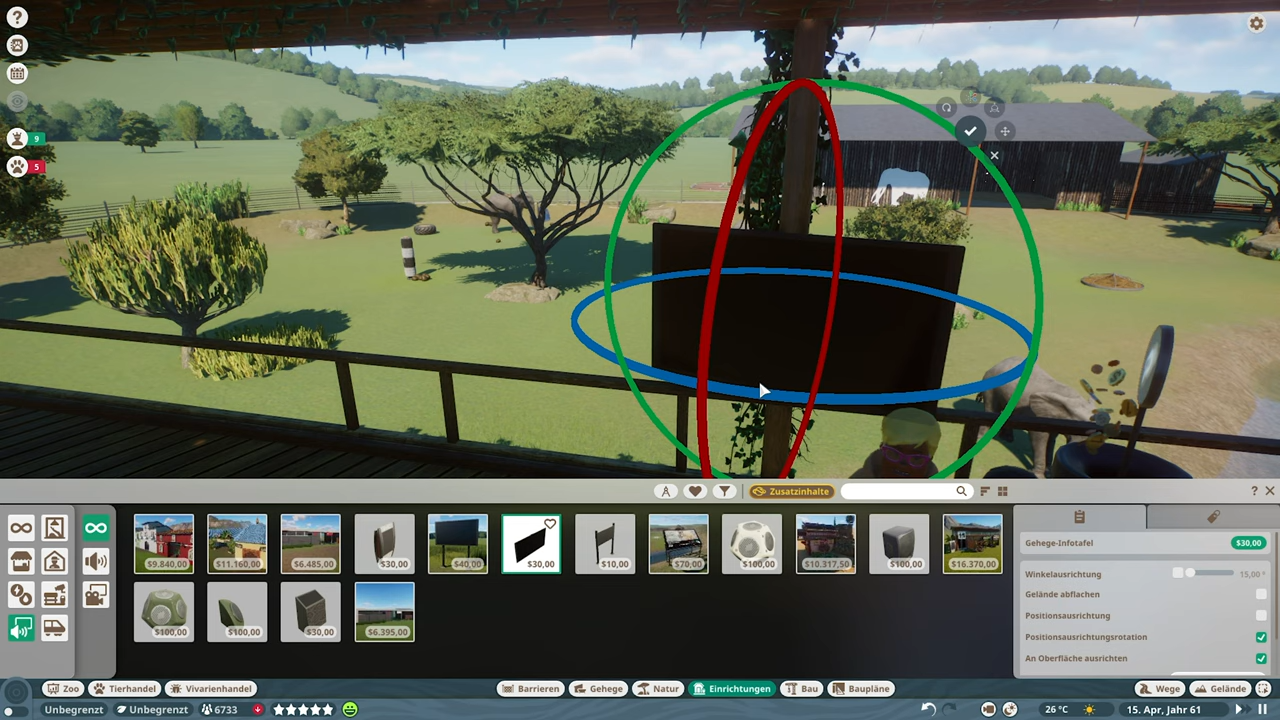 ?
9
5
Zusatzinhalte
?
$9.840,00
$11.160,00
$6.485,00
$30,00
$40,00
$30,00
$10,00
$70,00
$100,00
$10.317,50
$100,00
$16.370,00
$100,00
$100,00
$30,00
$6.395,00
Gehege-Infotafel
$30,00
Winkelausrichtung
15,00 °
Gelände abflachen
Positionsausrichtung
Positionsausrichtungsrotation
An Oberfläche ausrichten
Zoo
Tierhandel
Vivarienhandel
Barrieren
Gehege
Natur
Einrichtungen
Bau
Baupläne
Wege
Gelände
Unbegrenzt
Unbegrenzt
6733
26 °C
15. Apr, Jahr 61